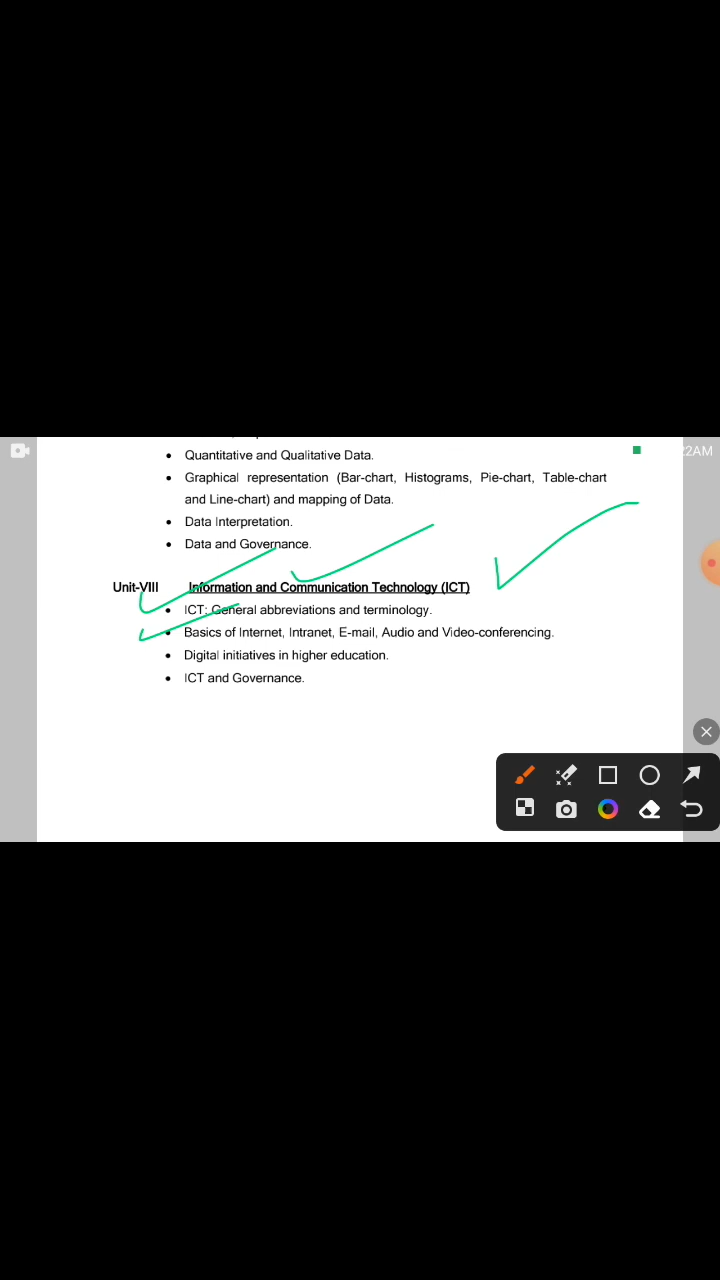 • Quantitative and Qualitative Data.
2AM
• Graphical representation (Bar-chart, Histograms, Pie-chart, Table-chart
and Line-chart) and mapping of Data.
• Data Interpretation.
• Data and Governance.
Unit-VIII Information and Communication Technology (ICT)
• ICT: General abbreviations and terminology.
• Basics of Internet, Intranet, E-mail, Audio and Video-conferencing.
• Digital initiatives in higher education.
• ICT and Governance.